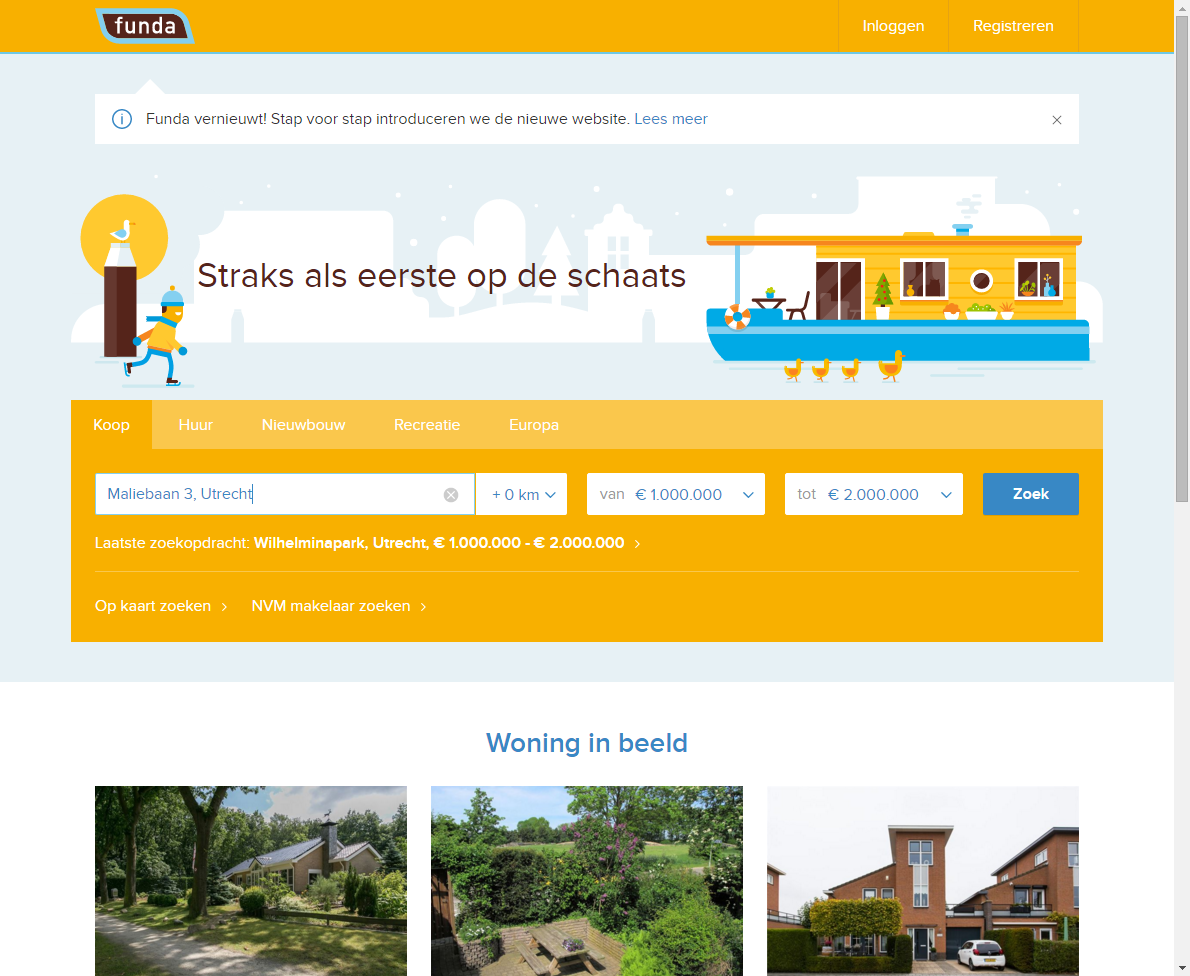 funda
Inloggen
Registreren
Funda vernieuwt! Stap voor stap introduceren we de nieuwe website. Lees meer
Straks als eerste op de schaats
Koop
Huur
Nieuwbouw
Recreatie
Europa
Maliebaan 3, Utrecht
+ 0 km
van € 1.000.000
tot € 2.000.000
Zoek
Laatste zoekopdracht: Wilhelminapark, Utrecht, € 1.000.000 - € 2.000.000
Op kaart zoeken
NVM makelaar zoeken
Woning in beeld